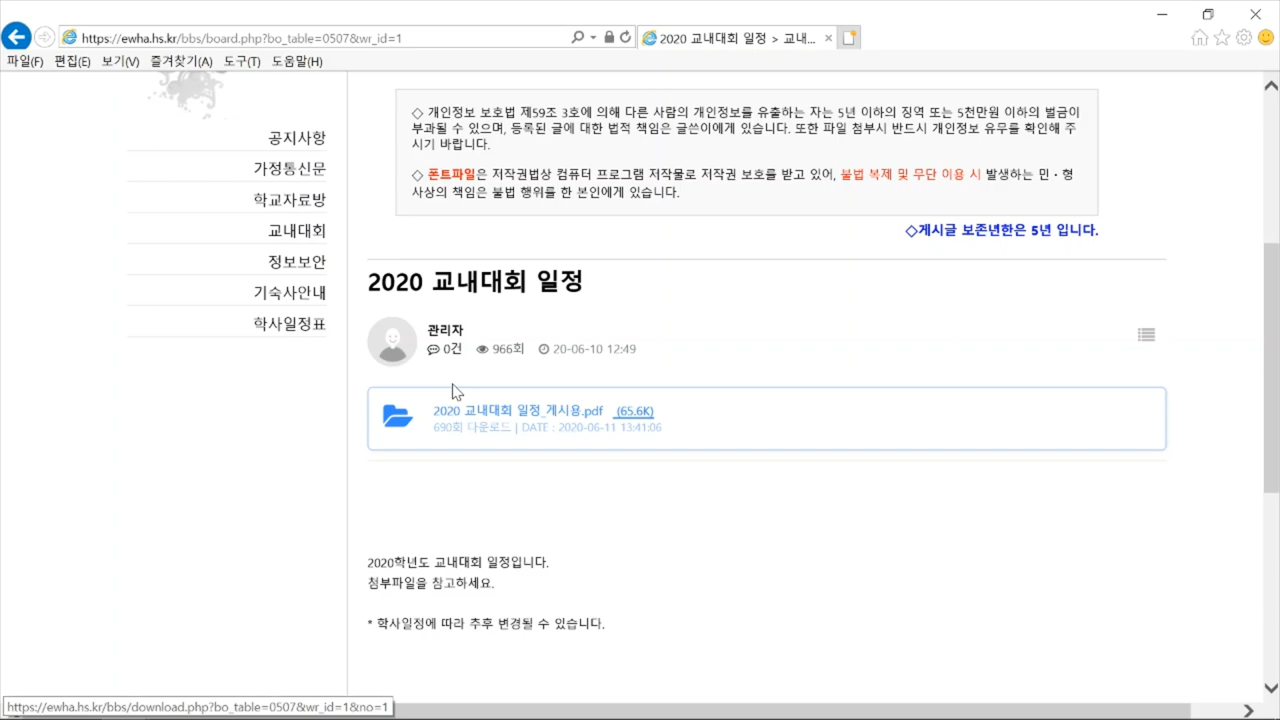 https://ewha.hs.kr/bbs/board.php?bo_table=0507&wr_id=1
2020 교내대회 일정 > 교내...
파일(F) 편집(E) 보기(V) 즐겨찾기(A) 도구(T) 도움말(H)
공지사항
가정통신문
학교자료방
교내대회
정보보안
기숙사안내
학사일정표
◇ 개인정보 보호법 제59조 3호에 의해 다른 사람의 개인정보를 유출하는 자는 5년 이하의 징역 또는 5천만원 이하의 벌금이
부과될 수 있으며, 등록된 글에 대한 법적 책임은 글쓴이에게 있습니다. 또한 파일 첨부시 반드시 개인정보 유무를 확인해 주
시기 바랍니다.
◇ 폰트파일은 저작권법상 컴퓨터 프로그램 저작물로 저작권 보호를 받고 있어, 불법 복제 및 무단 이용 시 발생하는 민·형
사상의 책임은 불법 행위를 한 본인에게 있습니다.
◇게시글 보존년한은 5년 입니다.
2020 교내대회 일정
관리자
0건 966회 20-06-10 12:49
2020 교내대회 일정_게시용.pdf (65.6K)
690회 다운로드 | DATE : 2020-06-11 13:41:06
2020학년도 교내대회 일정입니다.
첨부파일을 참고하세요.
* 학사일정에 따라 추후 변경될 수 있습니다.
https://ewha.hs.kr/bbs/download.php?bo_table=0507&wr_id=1&no=1